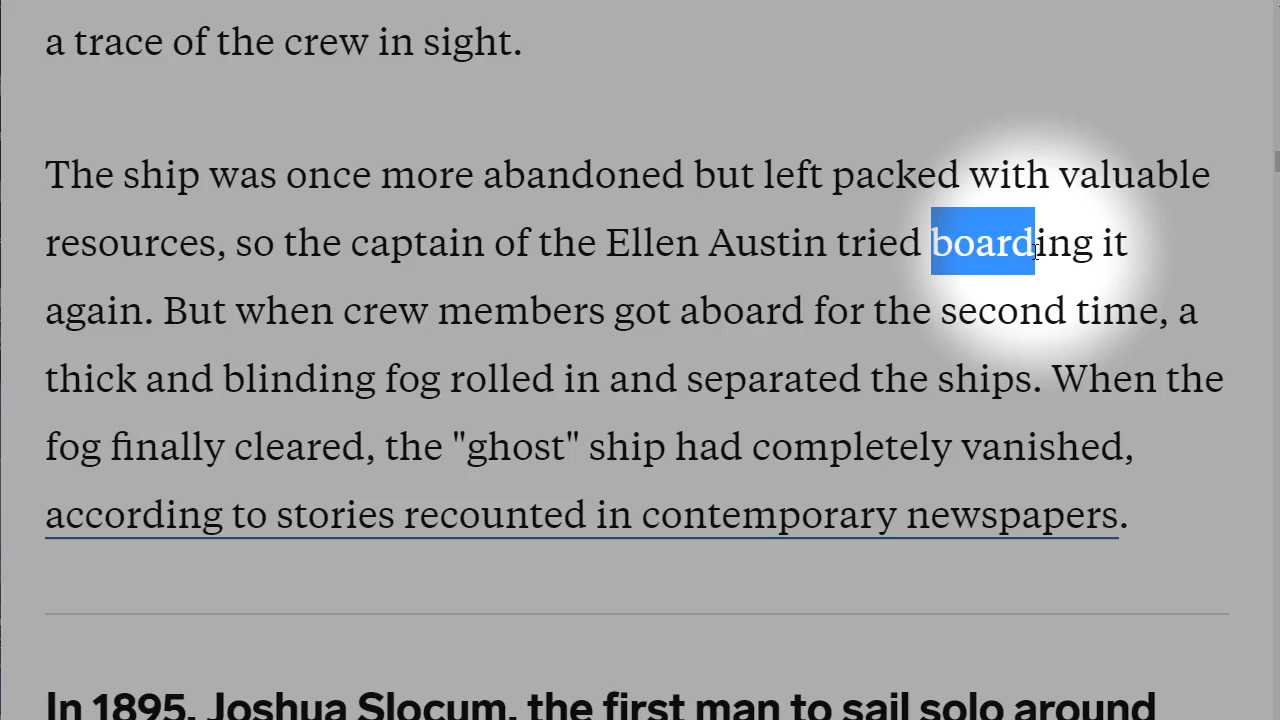 a trace of the crew in sight.
The ship was once more abandoned but left packed with valuable
resources, so the captain of the Ellen Austin tried boarding it
again. But when crew members got aboard for the second time, a
thick and blinding fog rolled in and separated the ships. When the
fog finally cleared, the "ghost" ship had completely vanished,
according to stories recounted in contemporary newspapers.
In 1895, Joshua Slocum, the first man to sail solo around